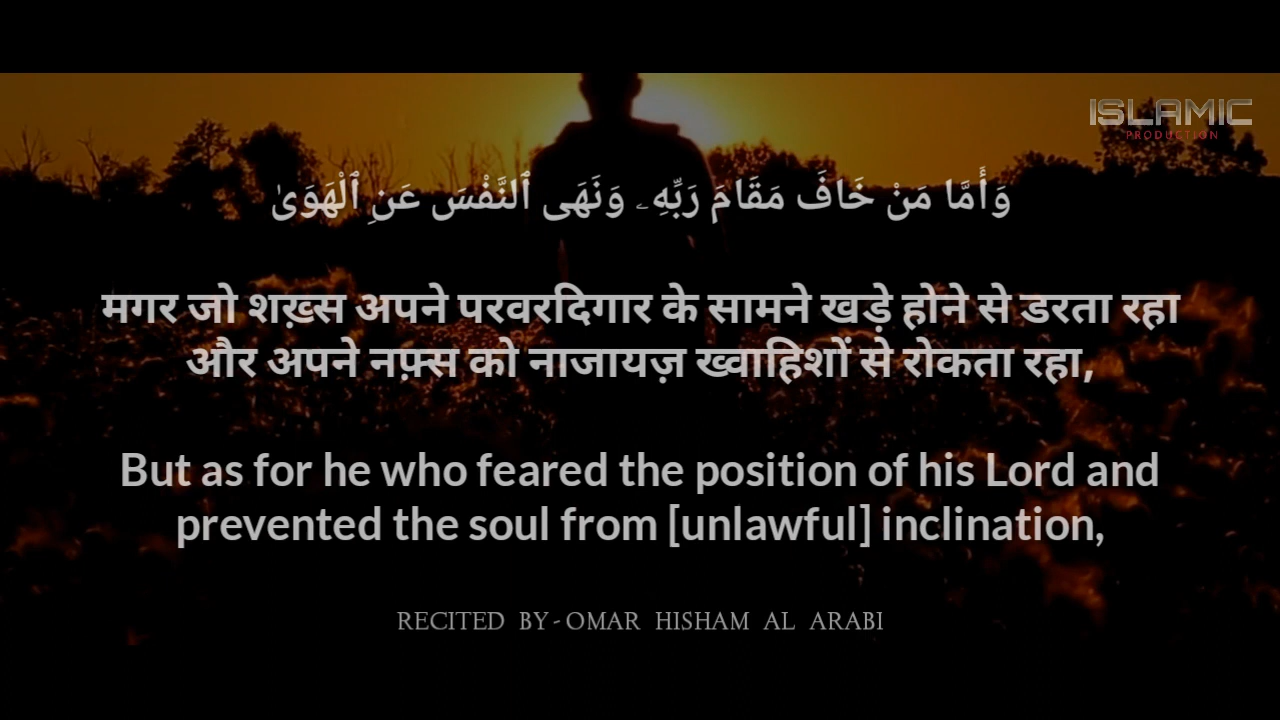 ISLAMIC
PRODUCTION
وَأَمَّا مَنْ خَافَ مَقَامَ رَبِّهِۦ وَنَهَى ٱلنَّفْسَ عَنِ ٱلْهَوَىٰ
मगर जो शख़्स अपने परवरदिगार के सामने खड़े होने से डरता रहा
और अपने नफ़्स को नाजायज़ ख्वाहिशों से रोकता रहा,
But as for he who feared the position of his Lord and
prevented the soul from [unlawful] inclination,
RECITED BY-OMAR HISHAM AL ARABI